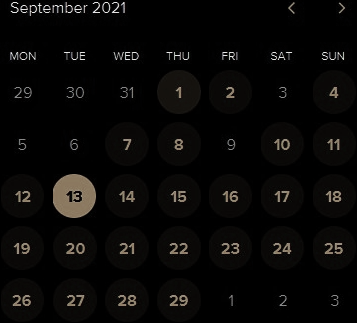 September 2021
MON TUE WED THU FRI SAT SUN
29 30 31 1 2 3 4
5 6 7 8 9 10 11
12 13 14 15 16 17 18
19 20 21 22 23 24 25
26 27 28 29 1 2 3